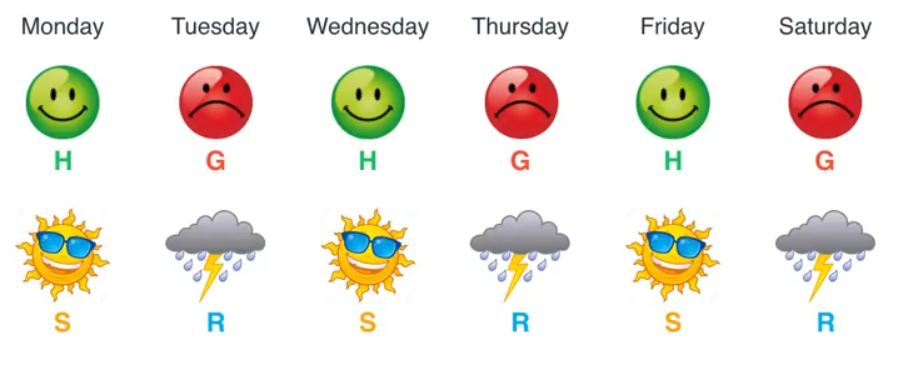 Monday Tuesday Wednesday Thursday Friday Saturday
H G H G H G
S R S R S R